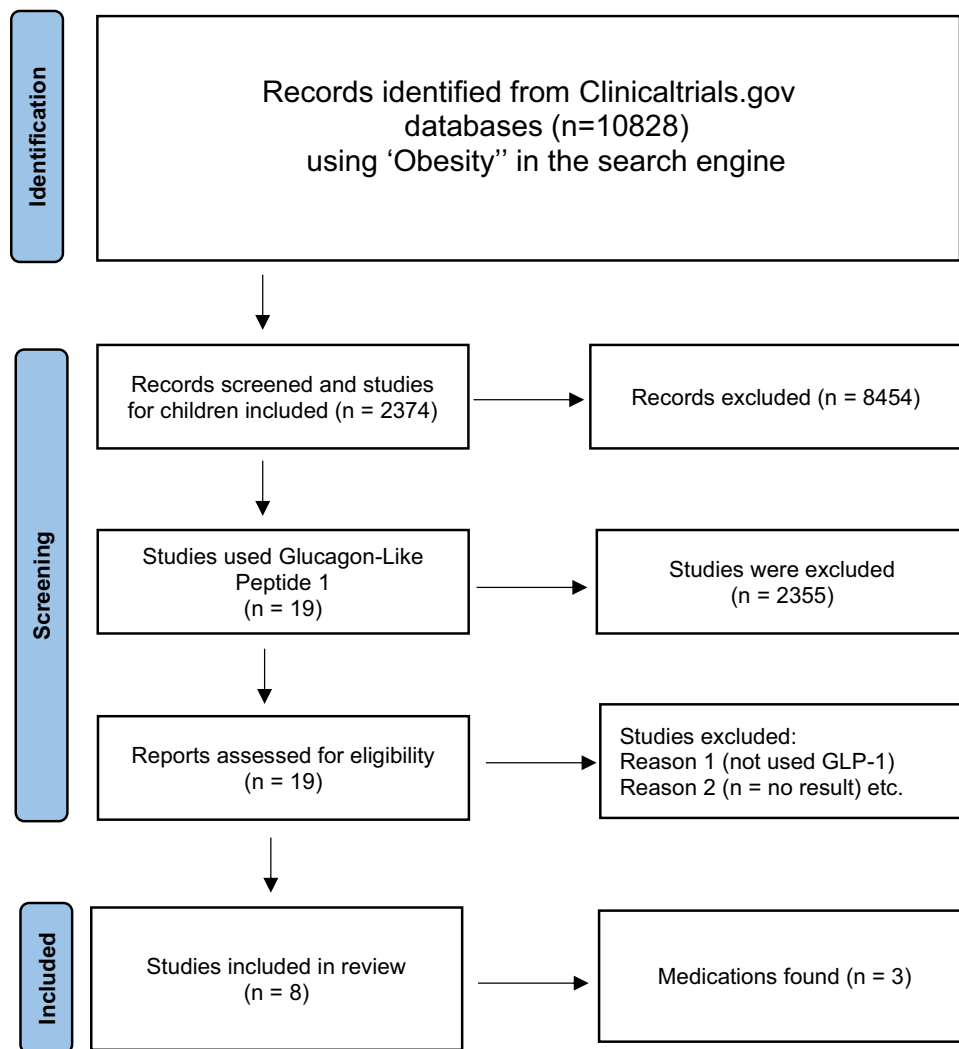 Identification
Records identified from Clinicaltrials.gov
databases (n=10828)
using ‘Obesity’’ in the search engine
Screening
Records screened and studies
for children included (n = 2374)
Records excluded (n = 8454)
Studies used Glucagon-Like
Peptide 1
(n = 19)
Studies were excluded
(n = 2355)
Reports assessed for eligibility
(n = 19)
Studies excluded:
Reason 1 (not used GLP-1)
Reason 2 (n = no result) etc.
Included
Studies included in review
(n = 8)
Medications found (n = 3)